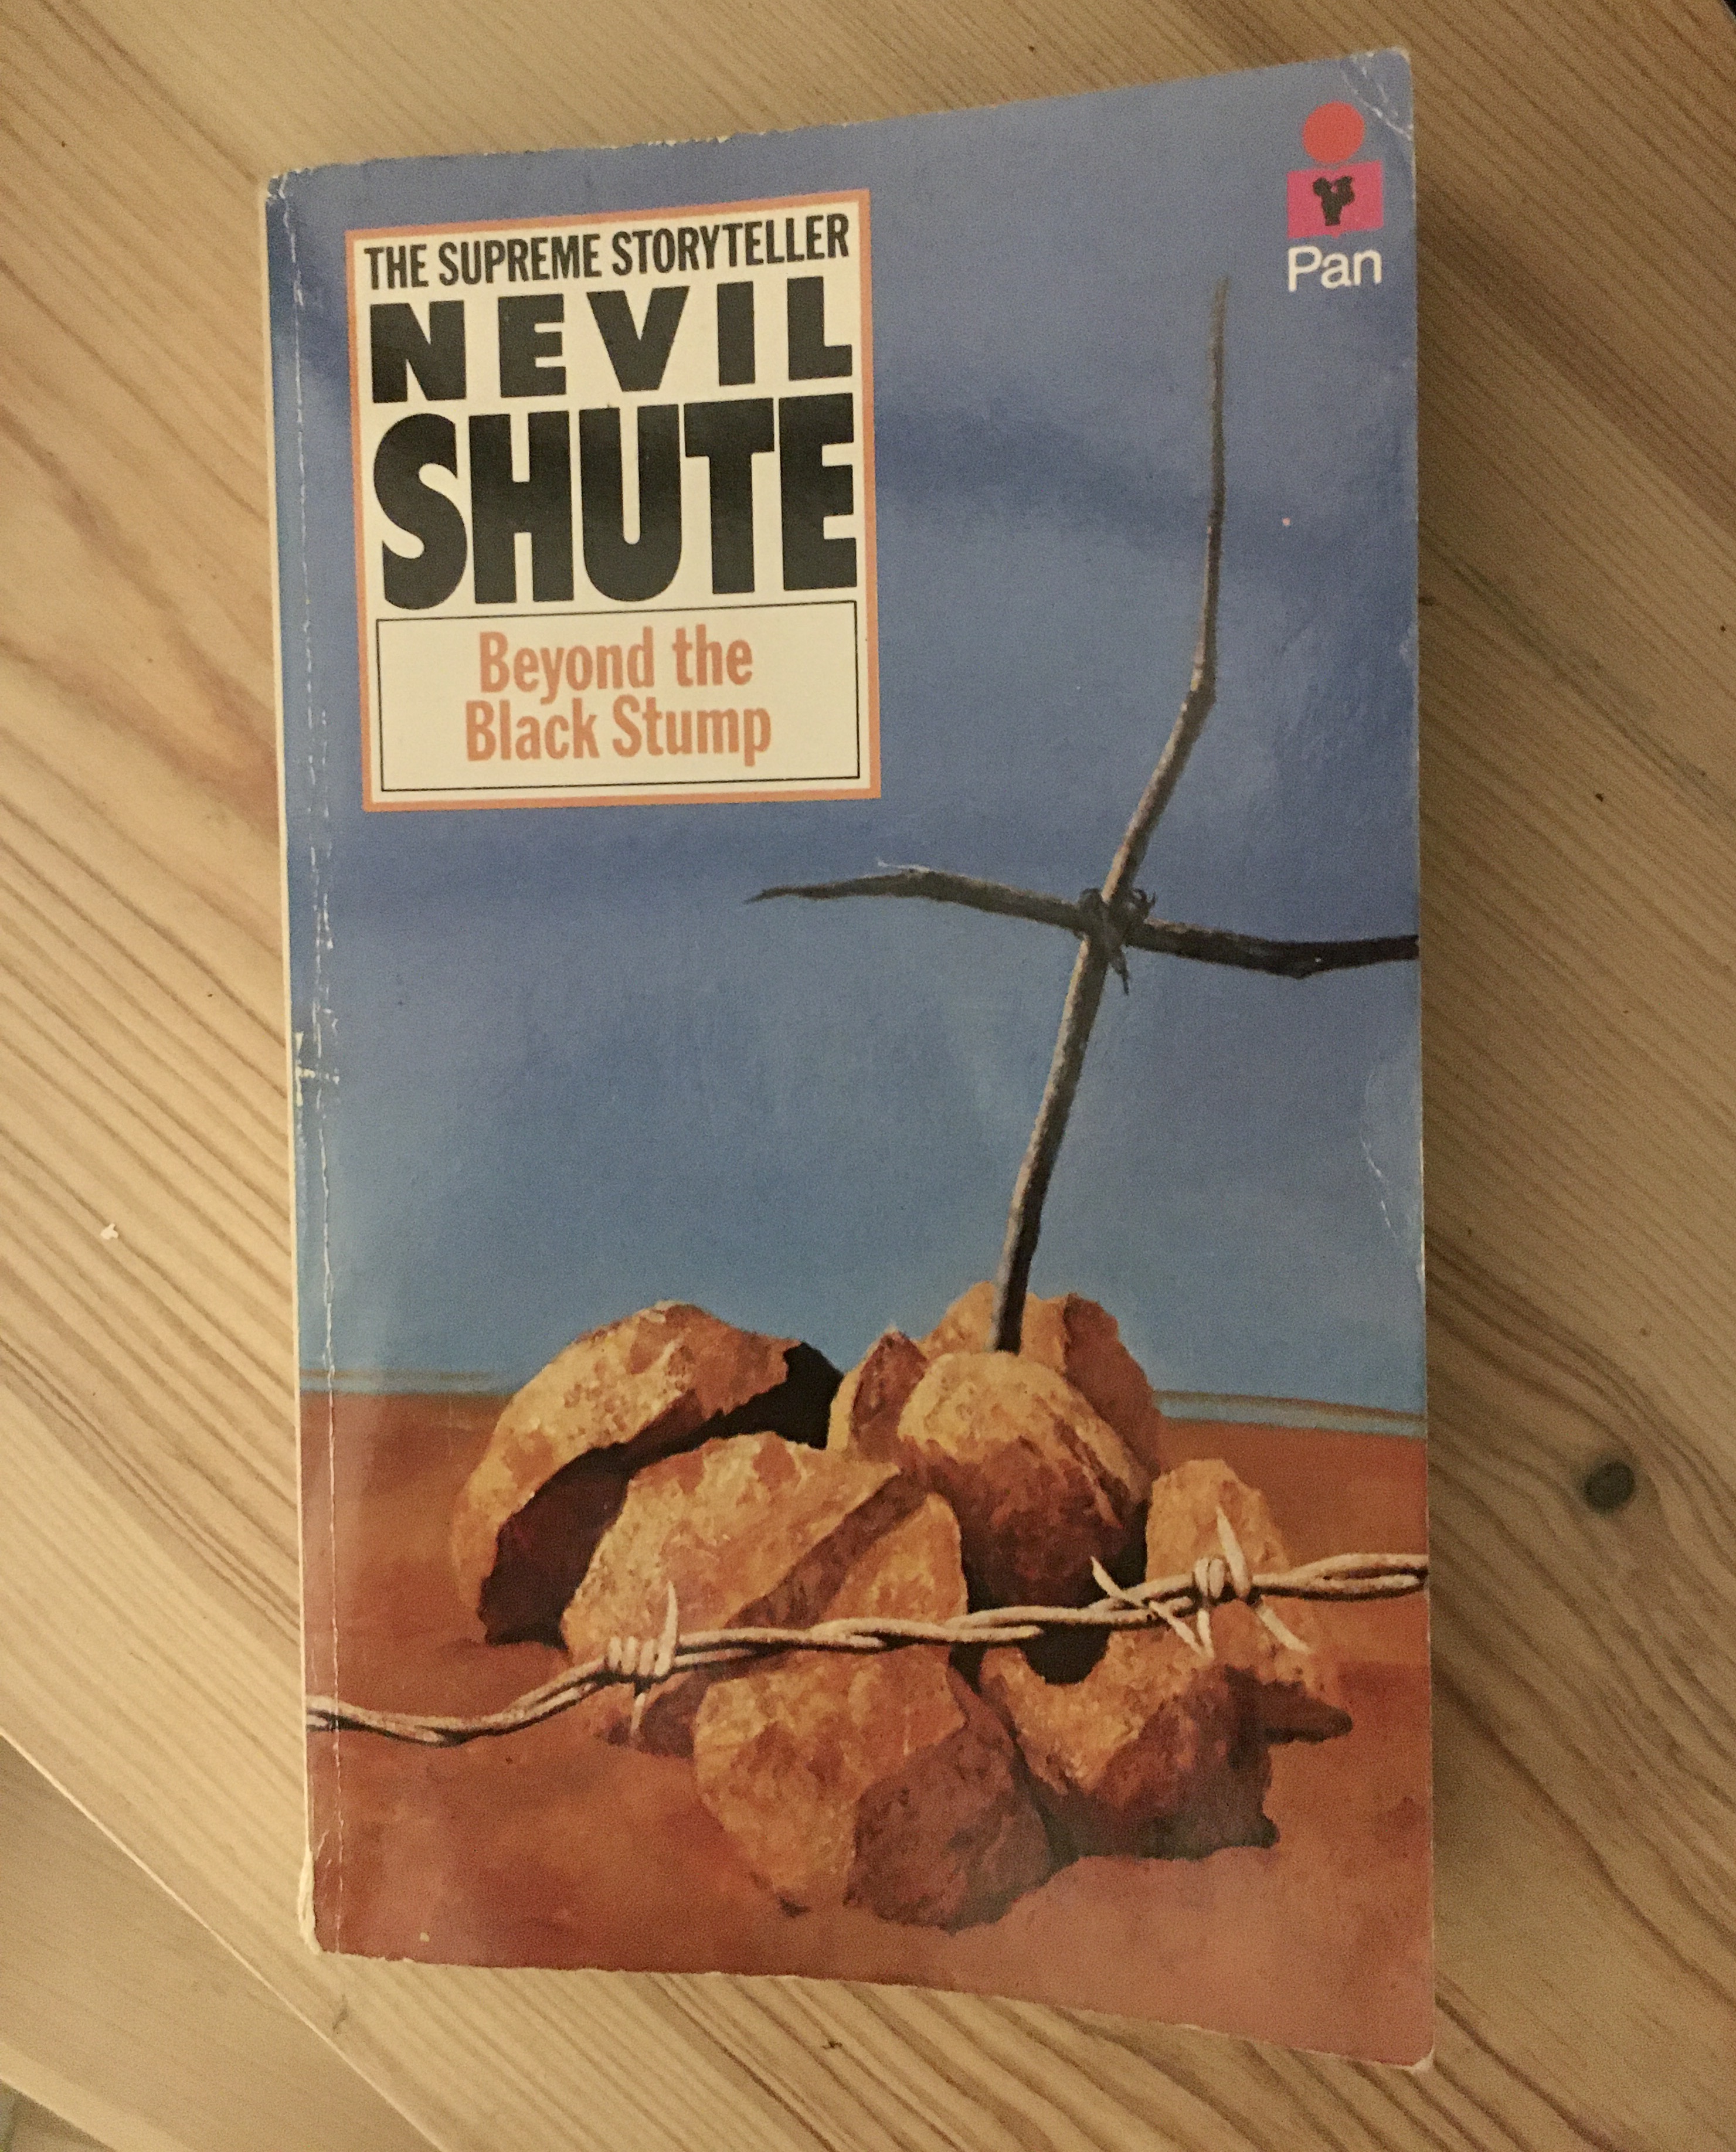 Pan
THE SUPREME STORYTELLER
NEVIL
SHUTE
Beyond the
Black Stump